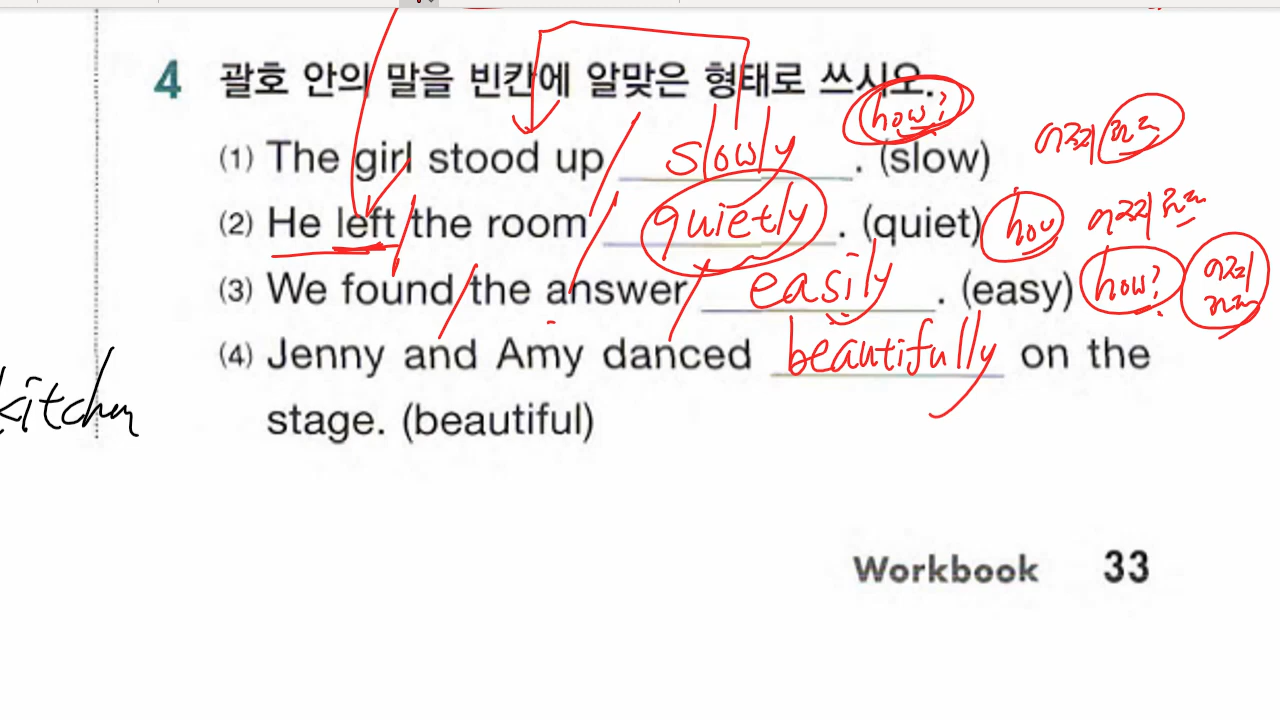 4 괄호 안의 말을 빈칸에 알맞은 형태로 쓰시오.
how?
(1) The girl stood up slowly. (slow)
(2) He left the room quietly. (quiet) how
(3) We found the answer easily. (easy) how?
(4) Jenny and Amy danced beautifully on the
kitchen
stage. (beautiful)
Workbook 33